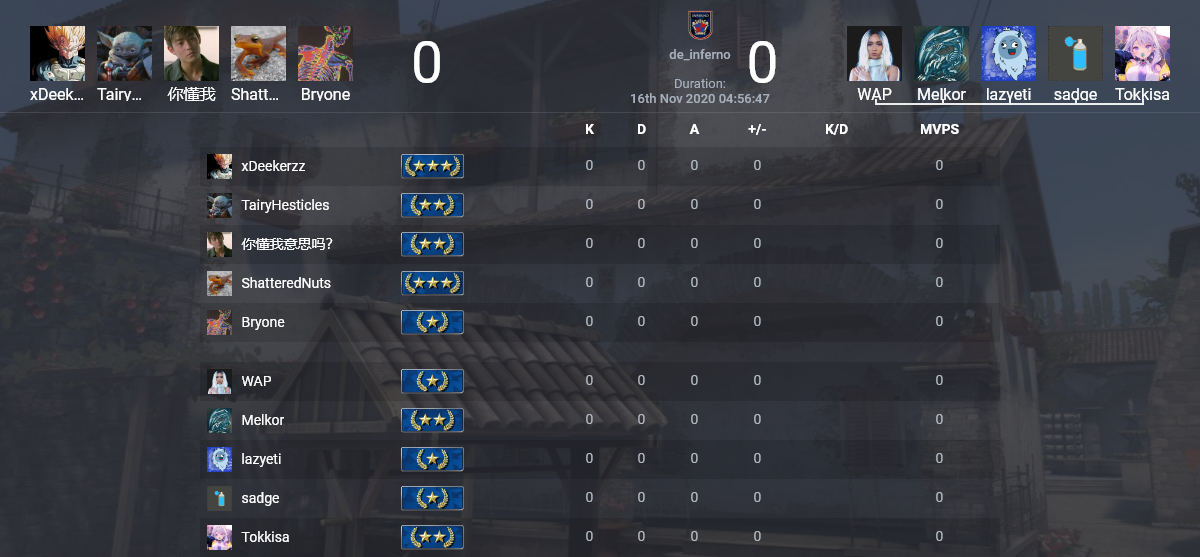 xDeek...
Tairy...
你懂我
Shatt...
Bryone
0
de_inferno
Duration:
16th Nov 2020 04:56:47
0
WAP
Melkor
lazyeti
sadge
Tokkisa
K D A +/- K/D MVPS
xDeekerzz 0 0 0 0 0
TairyHesticles 0 0 0 0 0
你懂我意思吗? 0 0 0 0 0
ShatteredNuts 0 0 0 0 0
Bryone 0 0 0 0 0
WAP 0 0 0 0 0
Melkor 0 0 0 0 0
lazyeti 0 0 0 0 0
sadge 0 0 0 0 0
Tokkisa 0 0 0 0 0